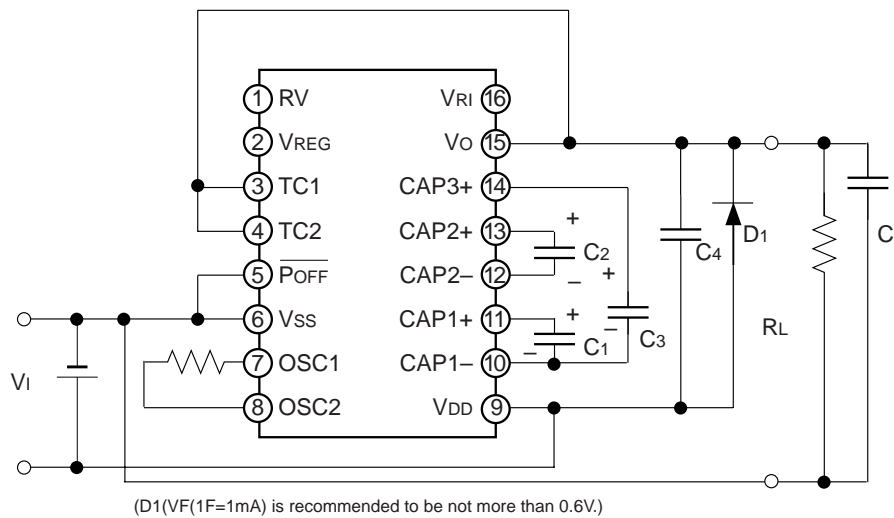 1 RV
2 VREG
3 TC1
4 TC2
5 POFF
6 VSS
7 OSC1
8 OSC2
VRI 16
VO 15
CAP3+ 14
CAP2+ 13
CAP2– 12
CAP1+ 11
CAP1– 10
VDD 9
VI
+
C2
–
+
C1
–
+
C3
–
C4
D1
RL
C
(D1(VF(1F=1mA) is recommended to be not more than 0.6V.)